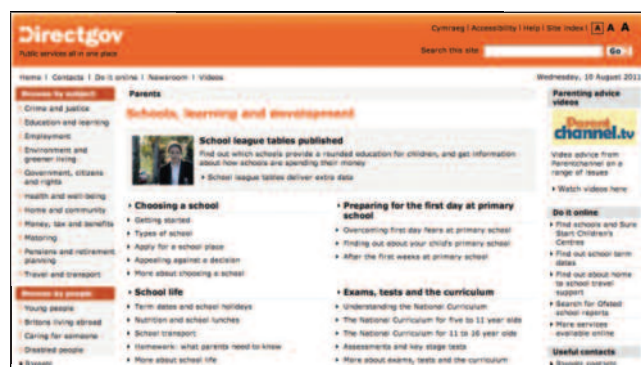 Directgov
Public services all in one place
Cymraeg | Accessibility | Help | Site index | A A A
Search this site
Go
Home | Contacts | Do it online | Newsroom | Videos
Wednesday, 10 August 2011
Browse by subject
Crime and justice
Education and learning
Employment
Environment and
greener living
Government, citizens
and rights
Health and well-being
Home and community
Money, tax and benefits
Motoring
Pensions and retirement
planning
Travel and transport
Browse by people
Young people
Britons living abroad
Caring for someone
Disabled people
Parents
Parents
Schools, learning and development
School league tables published
Find out which schools provide a rounded education for children, and get information
about how schools are spending their money
School league tables deliver extra data
Choosing a school
Getting started
Types of school
Apply for a school place
Appealing against a decision
More about choosing a school
Preparing for the first day at primary
school
Overcoming first day fears at primary school
Finding out about your child's primary school
After the first weeks at primary school
School life
Term dates and school holidays
Nutrition and school lunches
School transport
Homework: what parents need to know
More about school life
Exams, tests and the curriculum
Understanding the National Curriculum
The National Curriculum for five to 11 year olds
The National Curriculum for 11 to 16 year olds
Assessments and key stage tests
More about exams, tests and the curriculum
Parenting advice
videos
Parent
channel.tv
Video advice from
Parentchannel on a
range of issues
Watch videos here
Do it online
Find schools and Sure
Start Children's
Centres
Find out school term
dates
Find out about home
to school travel
support
Search for Ofsted
school reports
More services
available online
Useful contacts